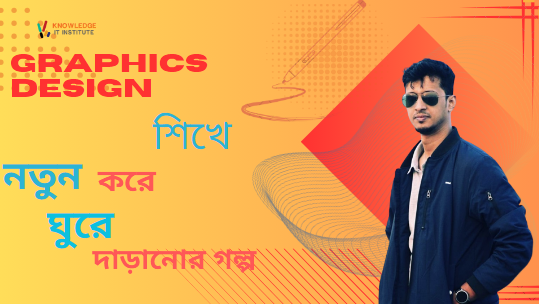 KNOWLEDGE
IT INSTITUTE
GRAPHICS
DESIGN
শিখে
নতুন করে
ঘুরে
দাড়ানোর গল্প